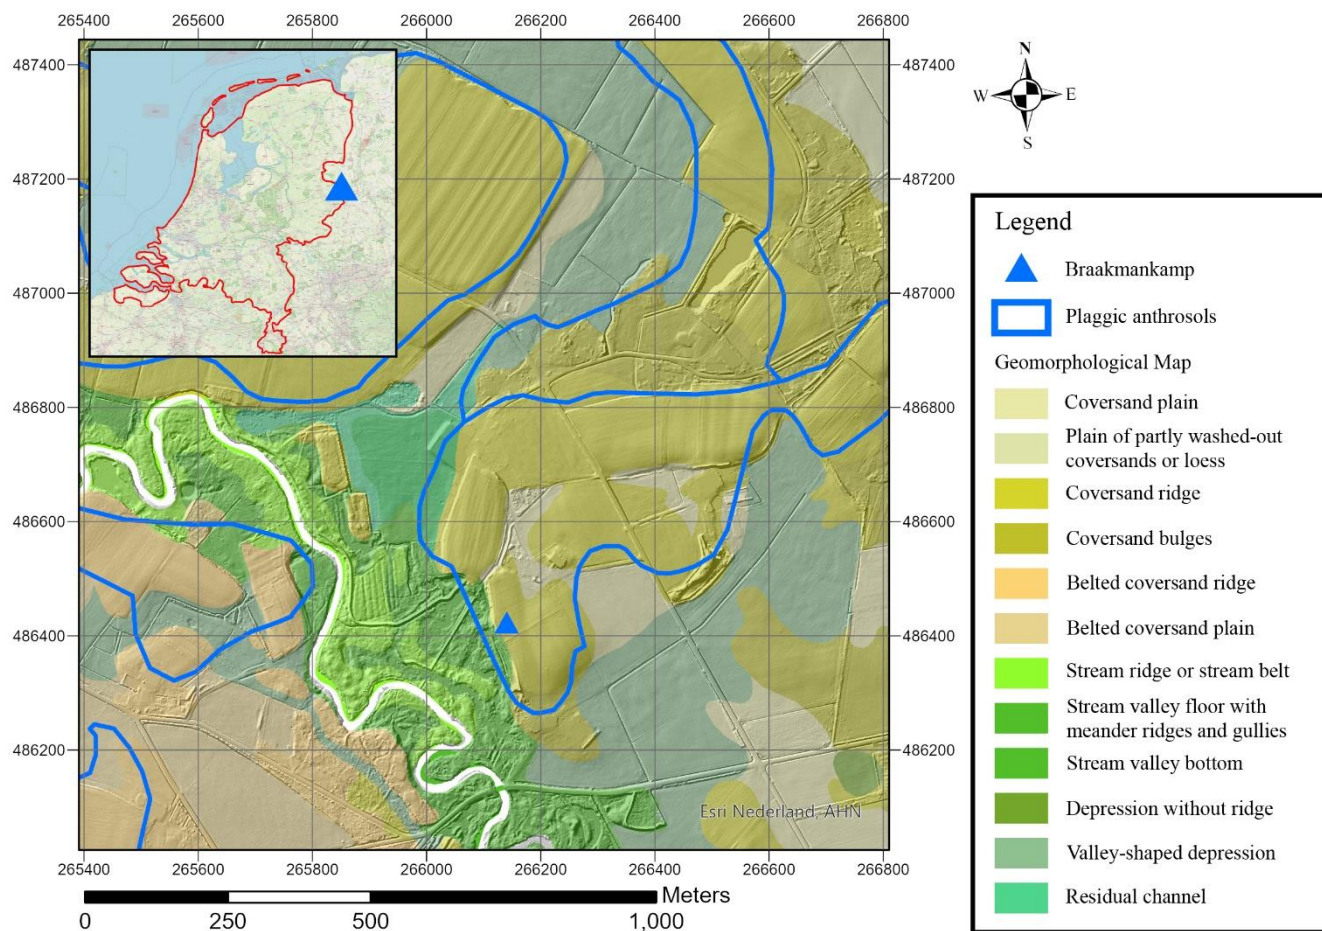 265400 265600 265800 266000 266200 266400 266600 266800
487400 487400
487200 487200
487000 487000
486800 486800
486600 486600
486400 486400
486200 486200
Esri Nederland, AHN
265400 265600 265800 266000 266200 266400 266600 266800
Meters
0 250 500 1,000
N
W E
S
Legend
Braakmankamp
Plaggic anthrosols
Geomorphological Map
Coversand plain
Plain of partly washed-out
coversands or loess
Coversand ridge
Coversand bulges
Belted coversand ridge
Belted coversand plain
Stream ridge or stream belt
Stream valley floor with
meander ridges and gullies
Stream valley bottom
Depression without ridge
Valley-shaped depression
Residual channel